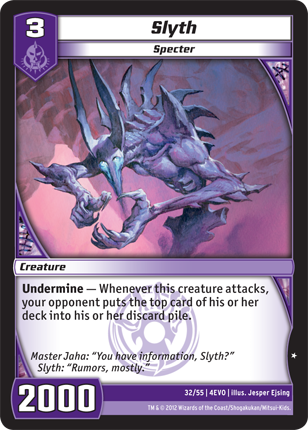 3
Slyth
Specter
Creature
Undermine — Whenever this creature attacks,
your opponent puts the top card of his or her
deck into his or her discard pile.
Master Jaha: “You have information, Slyth?”
Slyth: “Rumors, mostly.”
2000
32/55 | 4EVO | illus. Jesper Ejsing
TM & © 2012 Wizards of the Coast/Shogakukan/Mitsui-Kids.